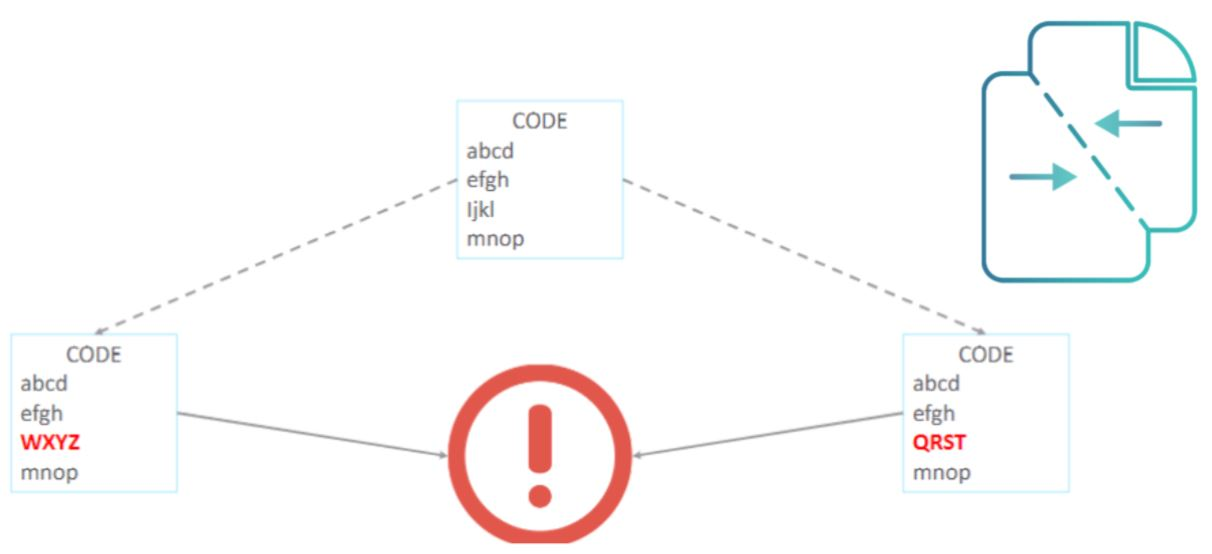 CODE
abcd
efgh
Ijkl
mnop
CODE
abcd
efgh
WXYZ
mnop
CODE
abcd
efgh
QRST
mnop